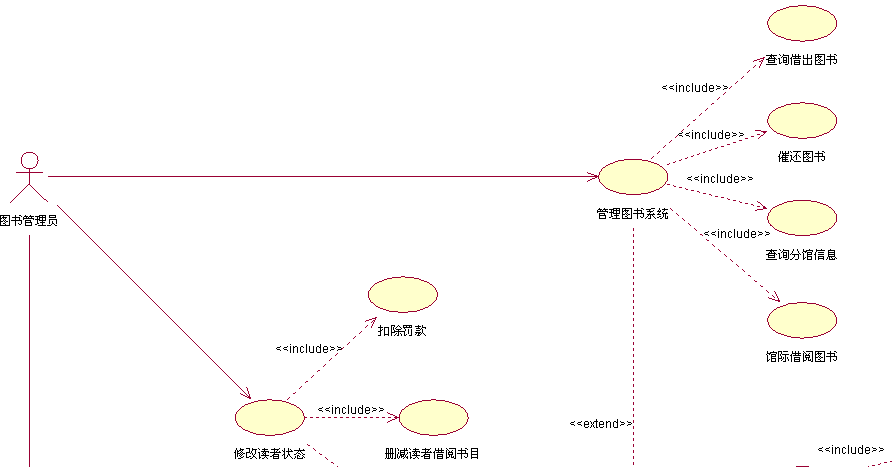 查询借出图书
<<include>>
<<include>>
催还图书
<<include>>
图书管理员
管理图书系统
<<include>>
查询分馆信息
扣除罚款
<<include>>
馆际借阅图书
<<include>>
<<extend>>
修改读者状态
删减读者借阅书目
<<include>>